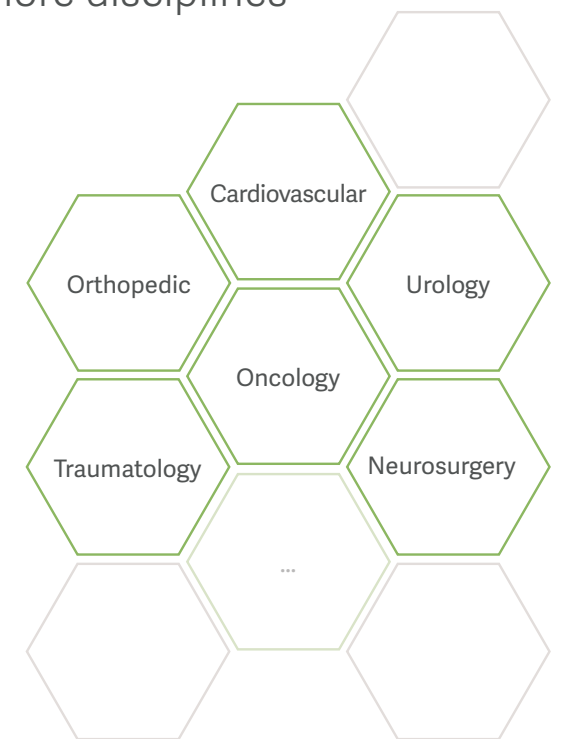 disciplines
Cardiovascular
Orthopedic
Urology
Oncology
Traumatology
Neurosurgery
...